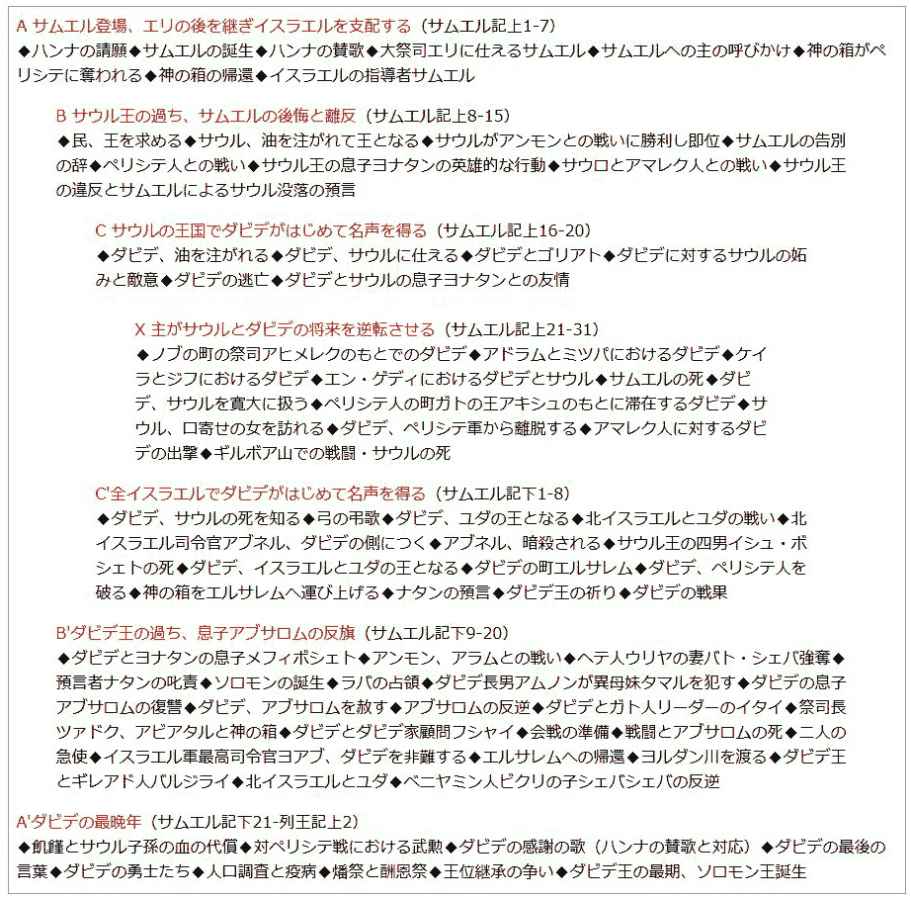 A サムエル登場、エリの後を継ぎイスラエルを支配する（サムエル記上1-7）
◆ハンナの請願◆サムエルの誕生◆ハンナの賛歌◆大祭司エリに仕えるサムエル◆サムエルへの主の呼びかけ◆神の箱がペ
リシテに奪われる◆神の箱の帰還◆イスラエルの指導者サムエル
B サウル王の過ち、サムエルの後悔と離反（サムエル記上8-15）
◆民、王を求める◆サウル、油を注がれて王となる◆サウルがアンモンとの戦いに勝利し即位◆サムエルの告別
の辞◆ペリシテ人との戦い◆サウル王の息子ヨナタンの英雄的な行動◆サウロとアマレク人との戦い◆サウル王
の違反とサムエルによるサウル没落の預言
C サウルの王国でダビデがはじめて名声を得る（サムエル記上16-20）
◆ダビデ、油を注がれる◆ダビデ、サウルに仕える◆ダビデとゴリアト◆ダビデに対するサウルの妬
みと敵意◆ダビデの逃亡◆ダビデとサウルの息子ヨナタンとの友情
X 主がサウルとダビデの将来を逆転させる（サムエル記上21-31）
◆ノブの町の祭司アヒメレクのもとでのダビデ◆アドラムとミツパにおけるダビデ◆ケイ
ラとジフにおけるダビデ◆エン・ゲディにおけるダビデとサウル◆サムエルの死◆ダビ
デ、サウルを寛大に扱う◆ペリシテ人の町ガトの王アキシュのもとに滞在するダビデ◆サ
ウル、口寄せの女を訪れる◆ダビデ、ペリシテ軍から離脱する◆アマレク人に対するダビ
デの出撃◆ギルボア山での戦闘・サウルの死
C'全イスラエルでダビデがはじめて名声を得る（サムエル記下1-8）
◆ダビデ、サウルの死を知る◆弓の弔歌◆ダビデ、ユダの王となる◆北イスラエルとユダの戦い◆北
イスラエル司令官アブネル、ダビデの側につく◆アブネル、暗殺される◆サウル王の四男イシュ・ボ
シェトの死◆ダビデ、イスラエルとユダの王となる◆ダビデの町エルサレム◆ダビデ、ペリシテ人を
破る◆神の箱をエルサレムへ運び上げる◆ナタンの預言◆ダビデ王の祈り◆ダビデの戦果
B'ダビデ王の過ち、息子アブサロムの反旗（サムエル記下9-20）
◆ダビデとヨナタンの息子メフィボシェト◆アンモン、アラムとの戦い◆ヘテ人ウリヤの妻バト・シェバ強奪◆
預言者ナタンの叱責◆ソロモンの誕生◆ラバの占領◆ダビデ長男アムノンが異母妹タマルを犯す◆ダビデの息子
アブサロムの復讐◆ダビデ、アブサロムを赦す◆アブサロムの反逆◆ダビデとガト人リーダーのイタイ◆祭司長
ツァドク、アビアタルと神の箱◆ダビデとダビデ家顧問フシャイ◆会戦の準備◆戦闘とアブサロムの死◆二人の
急使◆イスラエル軍最高司令官ヨアブ、ダビデを非難する◆エルサレムへの帰還◆ヨルダン川を渡る◆ダビデ王
とギレアド人バルジライ◆北イスラエルとユダ◆ベニヤミン人ビクリの子シェバシェバの反逆
A'ダビデの最晩年（サムエル記下21-列王記上2）
◆飢饉とサウル子孫の血の代償◆対ペリシテ戦における武勲◆ダビデの感謝の歌（ハンナの賛歌と対応）◆ダビデの最後の
言葉◆ダビデの勇士たち◆人口調査と疫病◆燔祭と酬恩祭◆王位継承の争い◆ダビデ王の最期、ソロモン王誕生